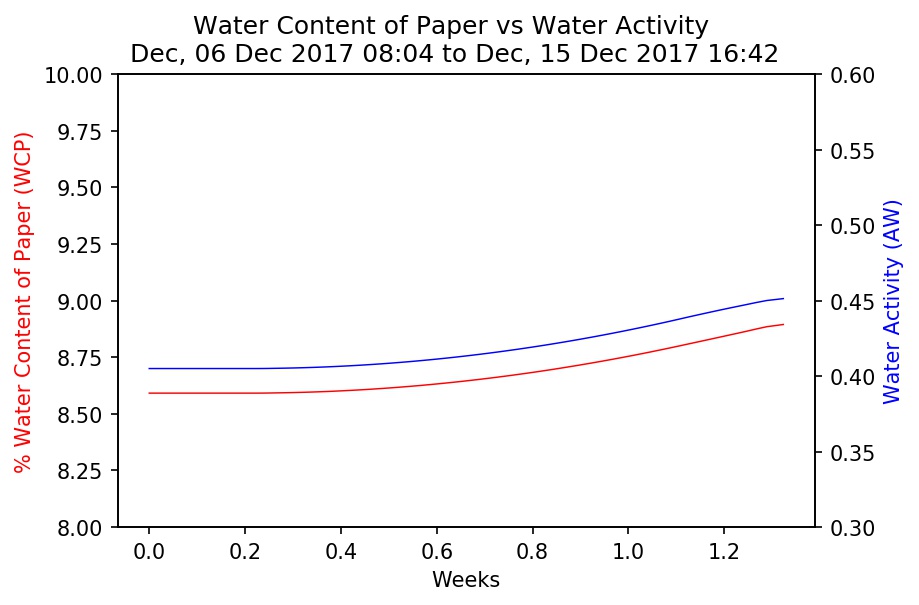 Water Content of Paper vs Water Activity
Dec, 06 Dec 2017 08:04 to Dec, 15 Dec 2017 16:42
% Water Content of Paper (WCP)
10.00
9.75
9.50
9.25
9.00
8.75
8.50
8.25
8.00
0.60
0.55
0.50
0.45
0.40
0.35
0.30
Water Activity (AW)
0.0 0.2 0.4 0.6 0.8 1.0 1.2
Weeks